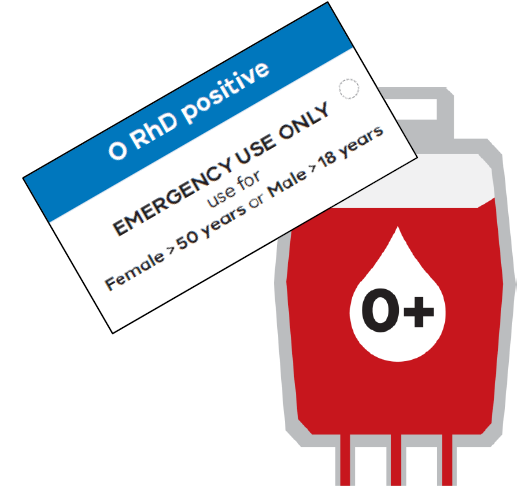 O RhD positive
EMERGENCY USE ONLY
use for
Female > 50 years or Male > 18 years
O+